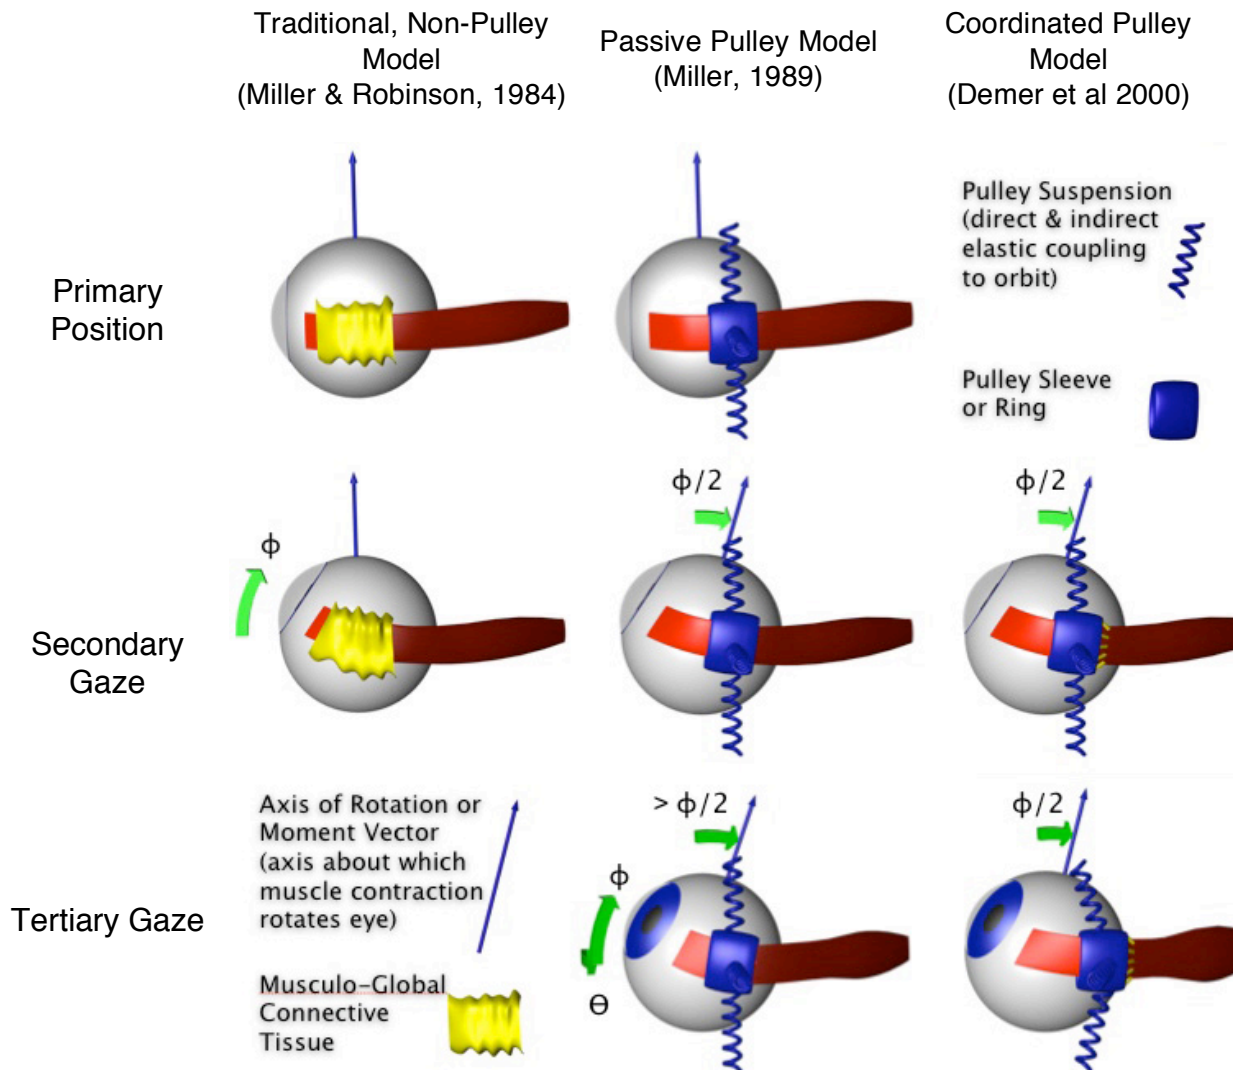 Traditional, Non-Pulley
Model
(Miller & Robinson, 1984)
Passive Pulley Model
(Miller, 1989)
Coordinated Pulley
Model
(Demer et al 2000)
Primary
Position
Pulley Suspension
(direct & indirect
elastic coupling
to orbit)
Pulley Sleeve
or Ring
Secondary
Gaze
ϕ
ϕ/2
ϕ/2
Tertiary Gaze
Axis of Rotation or
Moment Vector
(axis about which
muscle contraction
rotates eye)
Musculo-Global
Connective
Tissue
> ϕ/2
ϕ
Θ
ϕ/2